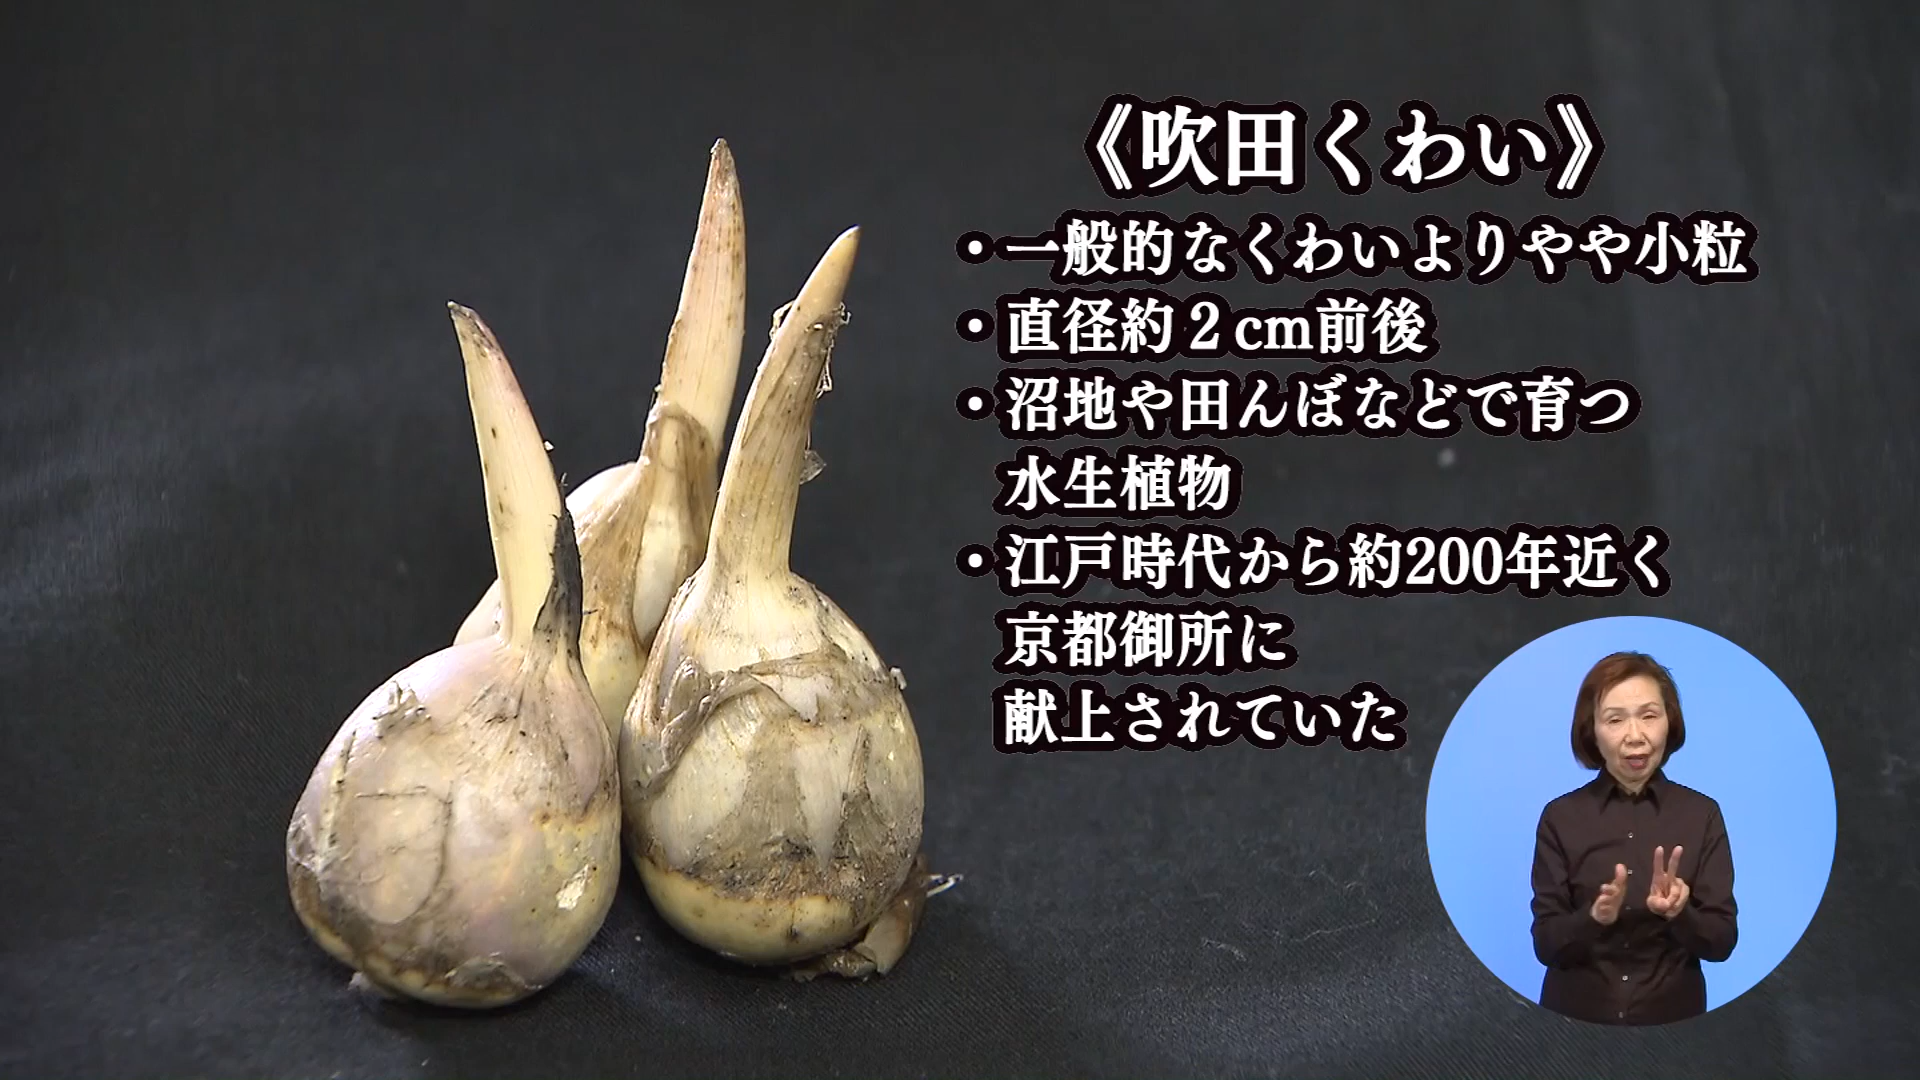 《吹田くわい》
・一般的なくわいよりやや小粒
・直径約２cm前後
・沼地や田んぼなどで育つ
水生植物
・江戸時代から約200年近く
京都御所に
献上されていた